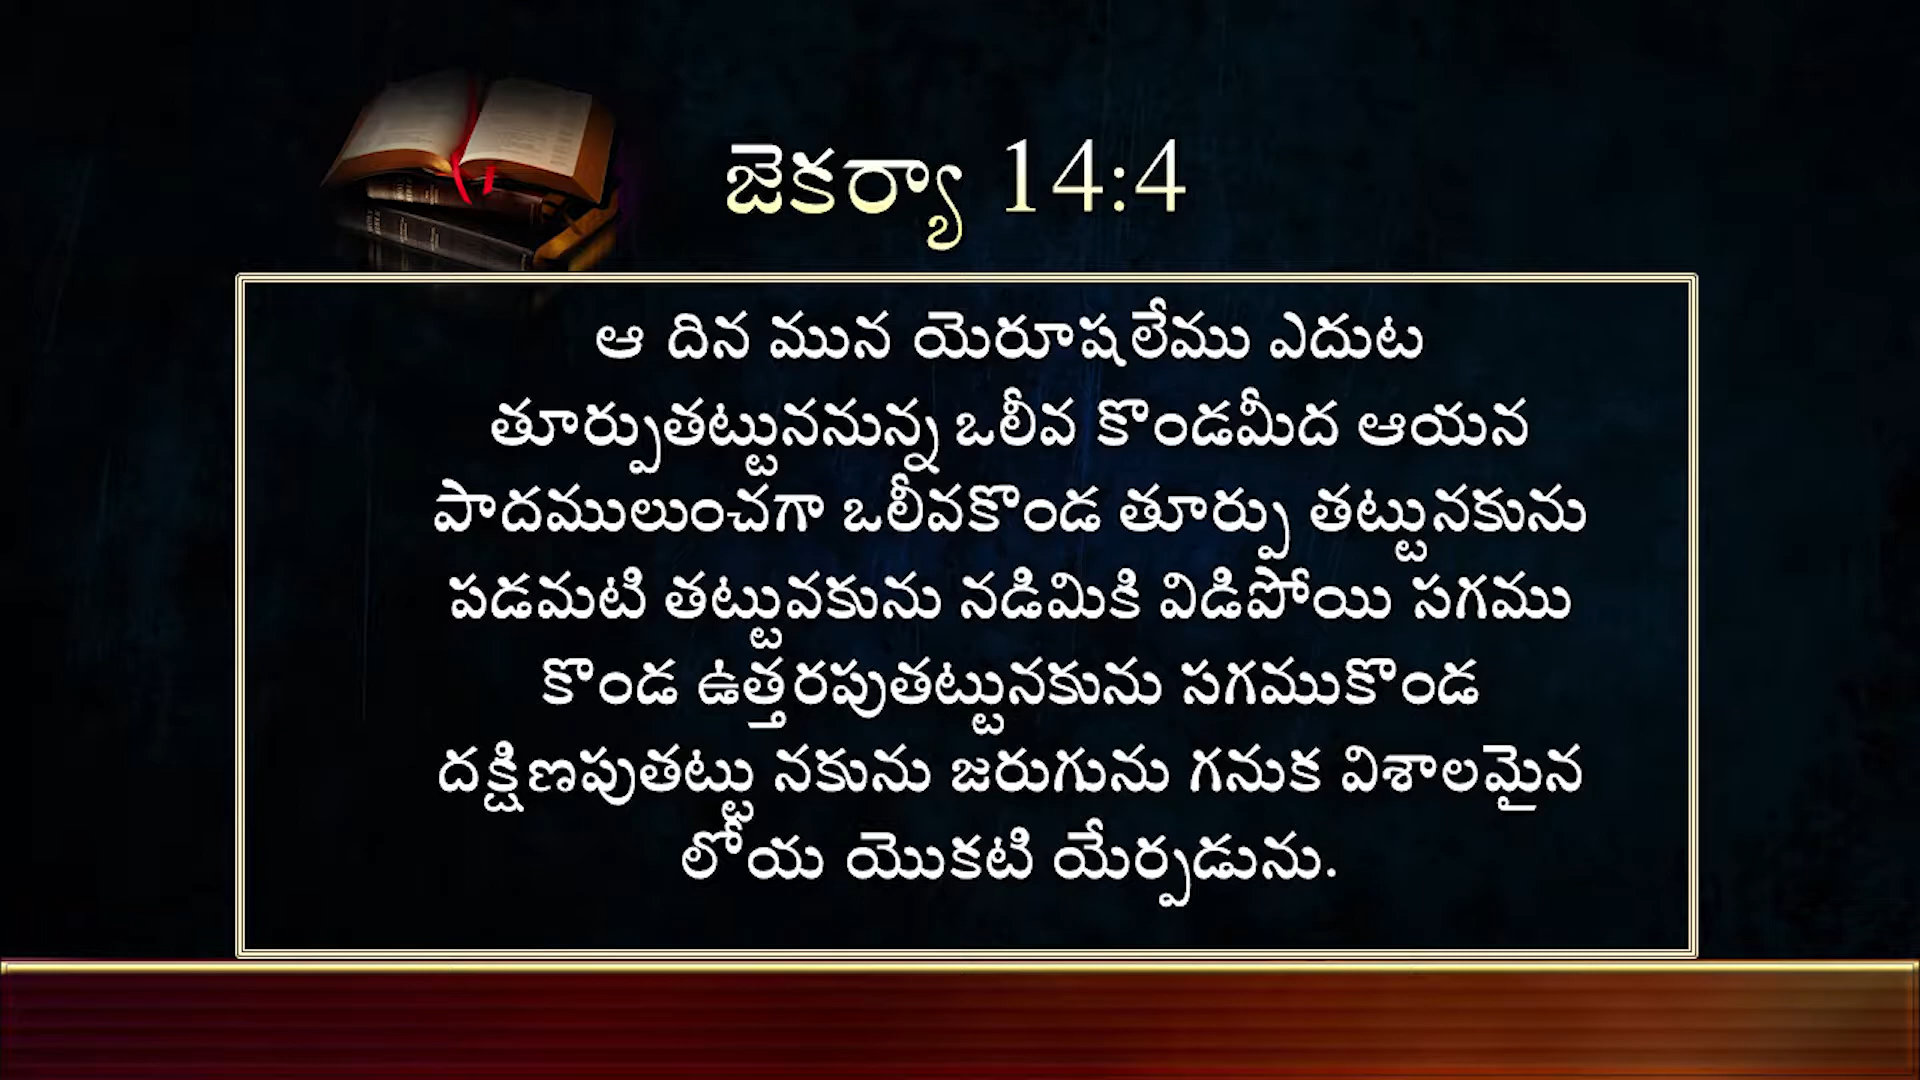 జెకర్యా 14:4
ఆ దిన మున యెరూషలేము ఎదుట
తూర్పుతట్టుననున్న ఒలీవ కొండమీద ఆయన
పాదములుంచగా ఒలీవకొండ తూర్పు తట్టునకును
పడమటి తట్టువకును నడిమికి విడిపోయి సగము
కొండ ఉత్తరపుతట్టునకును సగముకొండ
దక్షిణపుతట్టు నకును జరుగును గనుక విశాలమైన
లోయ యొకటి యేర్పడును.